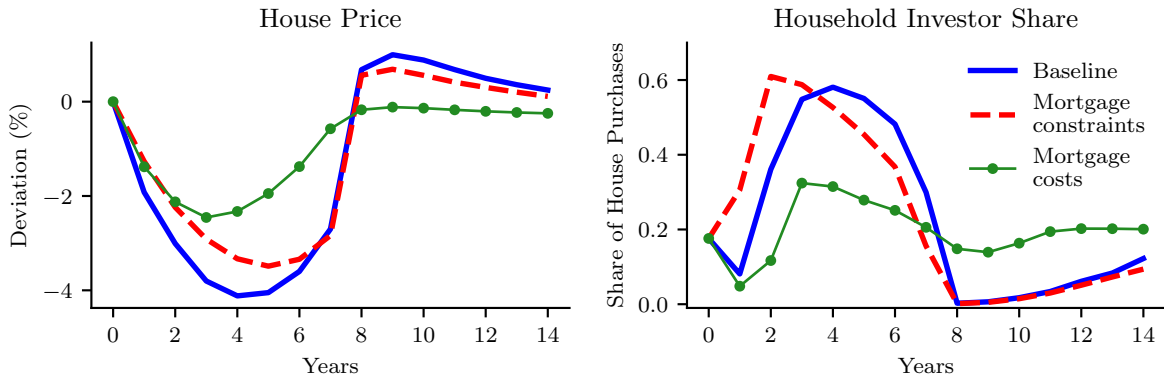 House Price
Deviation (%)
0
−2
−4
0 2 4 6 8 10 12 14
Years
Household Investor Share
Share of House Purchases
0.6
0.4
0.2
0.0
Baseline
Mortgage
constraints
Mortgage
costs
0 2 4 6 8 10 12 14
Years